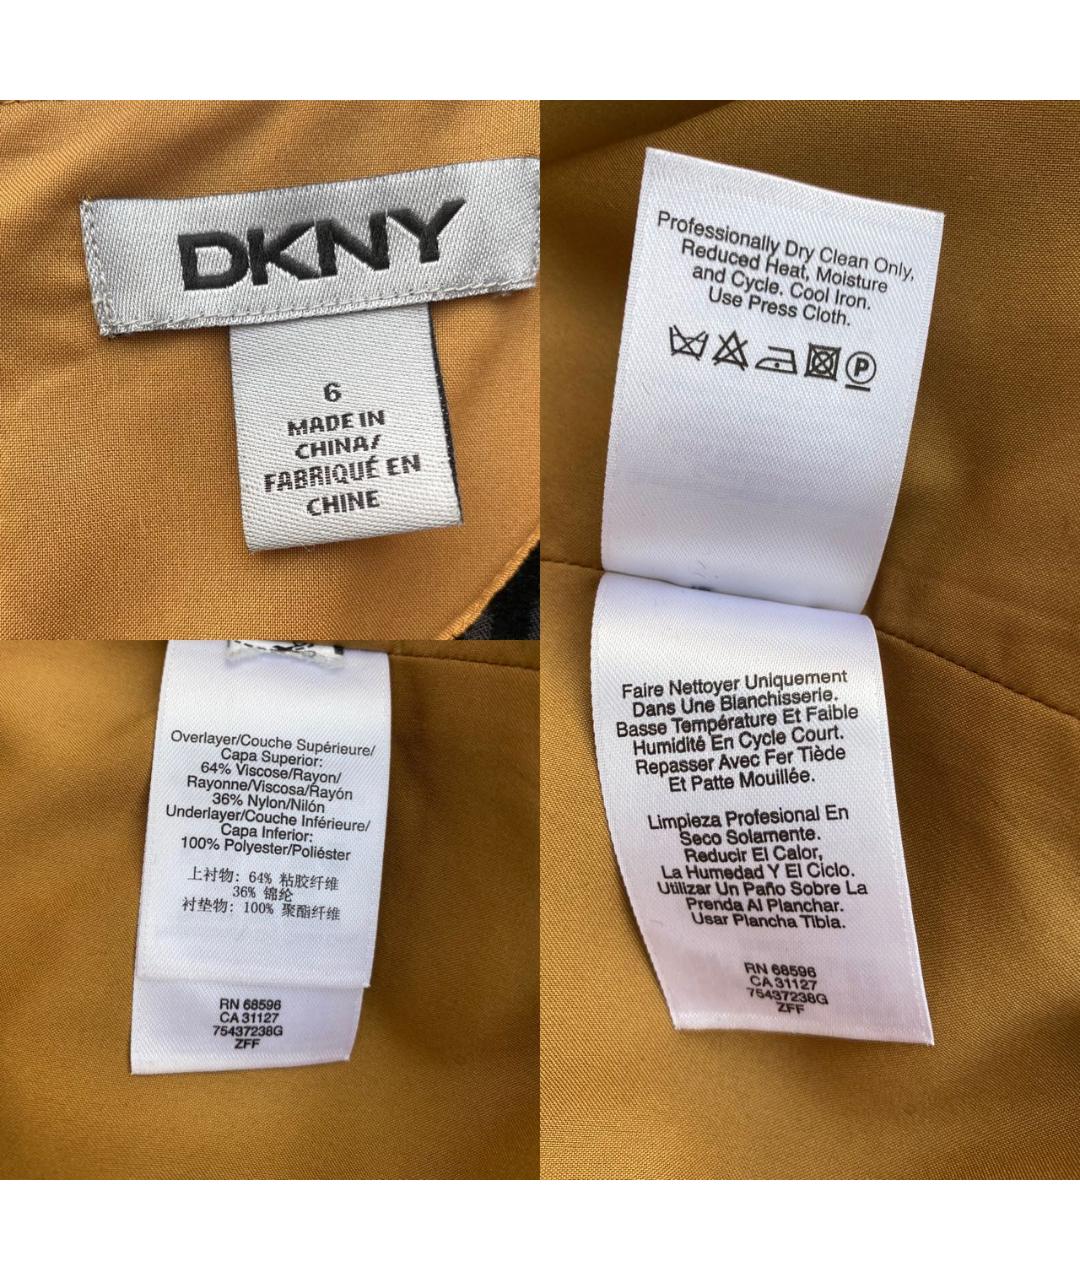 DKNY
6
MADE IN
CHINA/
FABRIQUÉ EN
CHINE
Professionally Dry Clean Only,
Reduced Heat, Moisture
and Cycle. Cool Iron.
Use Press Cloth.
P
Overlayer/Couche Supérieure/
Capa Superior:
64% Viscose/Rayon/
Rayonne/Viscosa/Rayón
36% Nylon/Nilón
Underlayer/Couche Inférieure/
Capa Inferior:
100% Polyester/Poliéster
上衬物: 64% 粘胶纤维
36% 锦纶
衬垫物: 100% 聚酯纤维
RN 68596
CA 31127
75437238G
ZFF
Faire Nettoyer Uniquement
Dans Une Blanchisserie.
Basse Température Et Faible
Humidité En Cycle Court.
Repasser Avec Fer Tiède
Et Patte Mouillée.
Limpieza Profesional En
Seco Solamente.
Reducir El Calor,
La Humedad Y El Ciclo.
Utilizar Un Paño Sobre La
Prenda Al Planchar.
Usar Plancha Tibia.
RN 68596
CA 31127
75437238G
ZFF